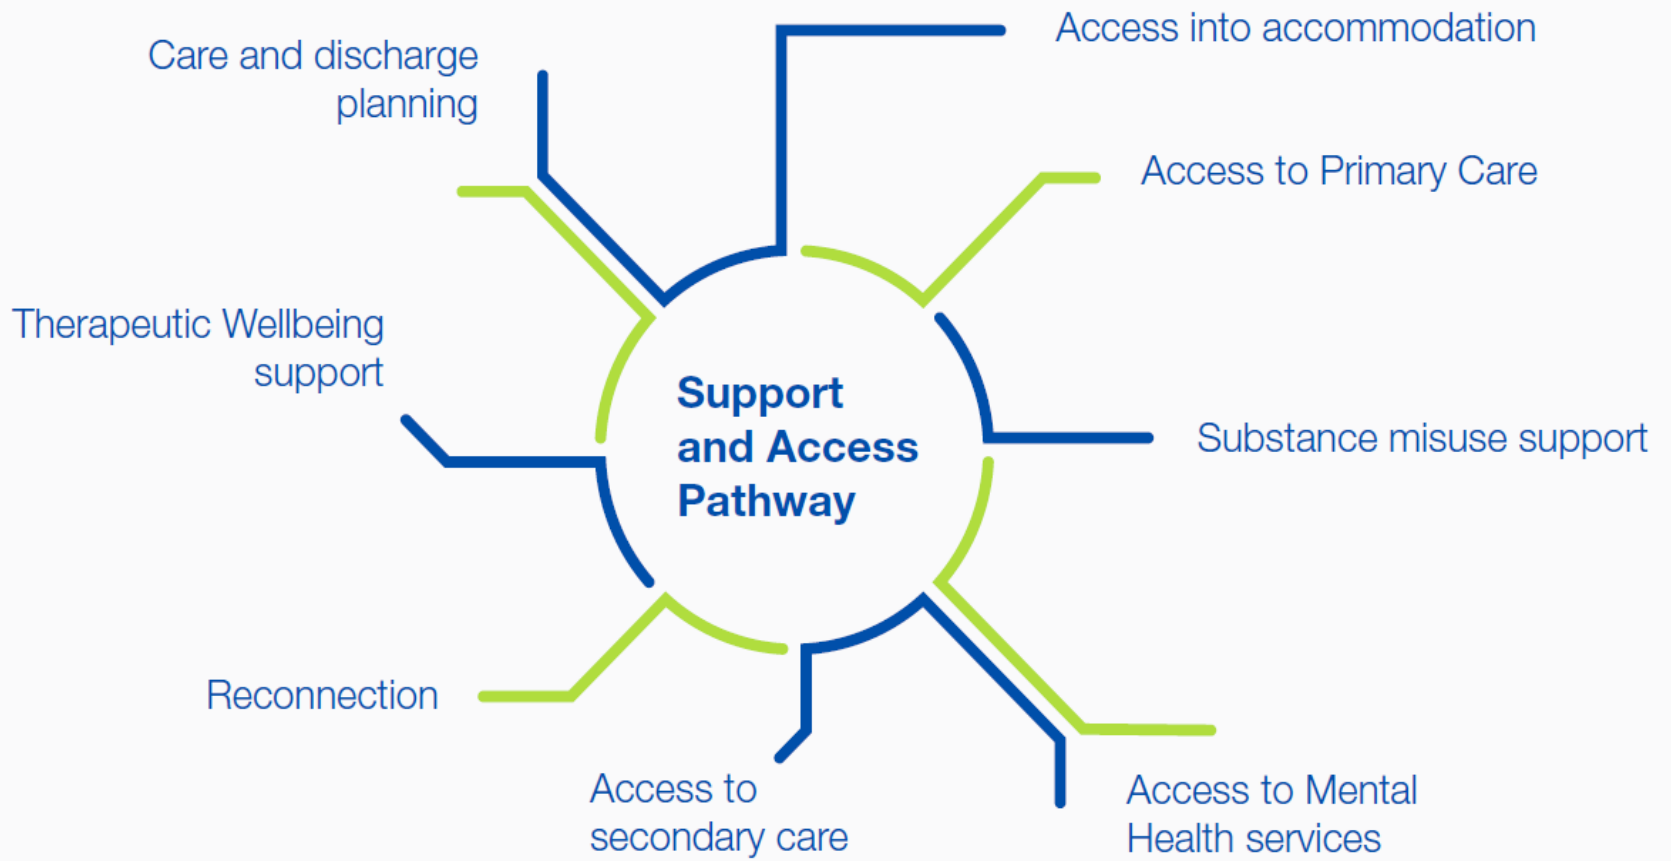 Access into accommodation
Care and discharge
planning
Access to Primary Care
Therapeutic Wellbeing
support
Support
and Access
Pathway
Substance misuse support
Reconnection
Access to
secondary care
Access to Mental
Health services